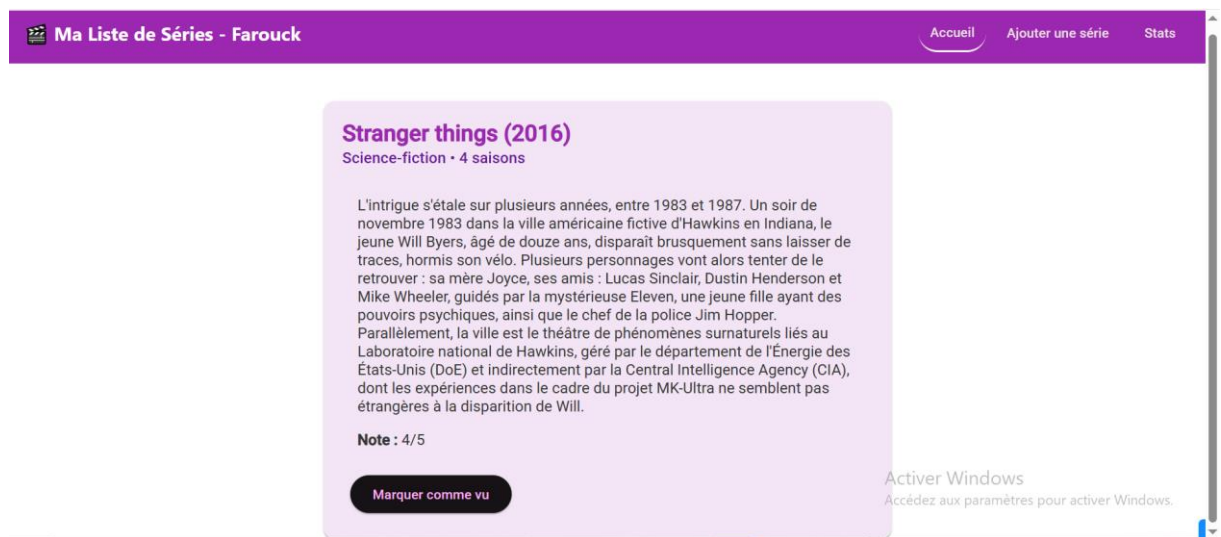 🎬 Ma Liste de Séries - Farouck
Accueil
Ajouter une série
Stats
Stranger things (2016)
Science-fiction • 4 saisons
L'intrigue s'étale sur plusieurs années, entre 1983 et 1987. Un soir de
novembre 1983 dans la ville américaine fictive d'Hawkins en Indiana, le
jeune Will Byers, âgé de douze ans, disparaît brusquement sans laisser de
traces, hormis son vélo. Plusieurs personnages vont alors tenter de le
retrouver : sa mère Joyce, ses amis : Lucas Sinclair, Dustin Henderson et
Mike Wheeler, guidés par la mystérieuse Eleven, une jeune fille ayant des
pouvoirs psychiques, ainsi que le chef de la police Jim Hopper.
Parallèlement, la ville est le théâtre de phénomènes surnaturels liés au
Laboratoire national de Hawkins, géré par le département de l'Énergie des
États-Unis (DoE) et indirectement par la Central Intelligence Agency (CIA),
dont les expériences dans le cadre du projet MK-Ultra ne semblent pas
étrangères à la disparition de Will.
Note : 4/5
Marquer comme vu
Activer Windows
Accédez aux paramètres pour activer Windows.